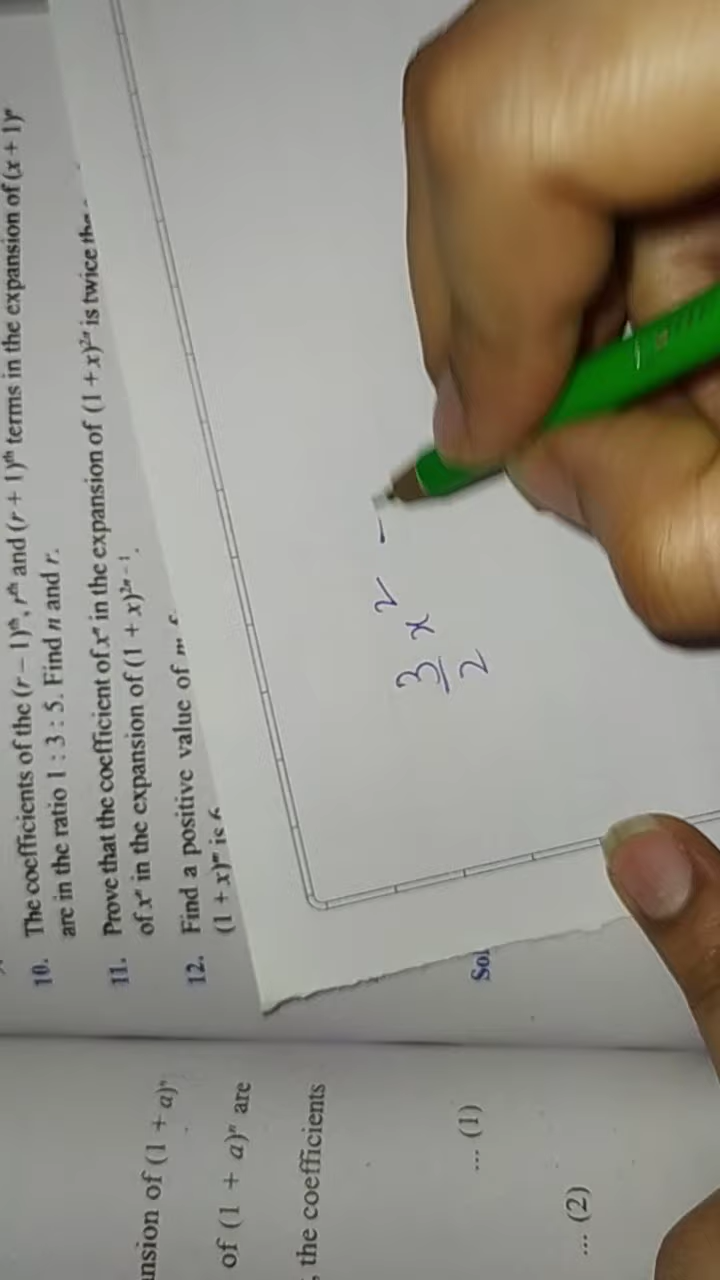 10. The coefficients of the (r – 1)ᵗʰ, rᵗʰ and (r + 1)ᵗʰ terms in the expansion of (x + 1)ⁿ
are in the ratio 1 : 3 : 5. Find n and r.
11. Prove that the coefficient of xⁿ in the expansion of (1 + x)²ⁿ is twice the
of xⁿ in the expansion of (1 + x)²ⁿ⁻¹.
12. Find a positive value of m
(1 + x)ᵐ is 6
3/2 x² –
Sol
of (1 + a)ⁿ
of (1 + a)ⁿ are
, the coefficients
... (1)
... (2)